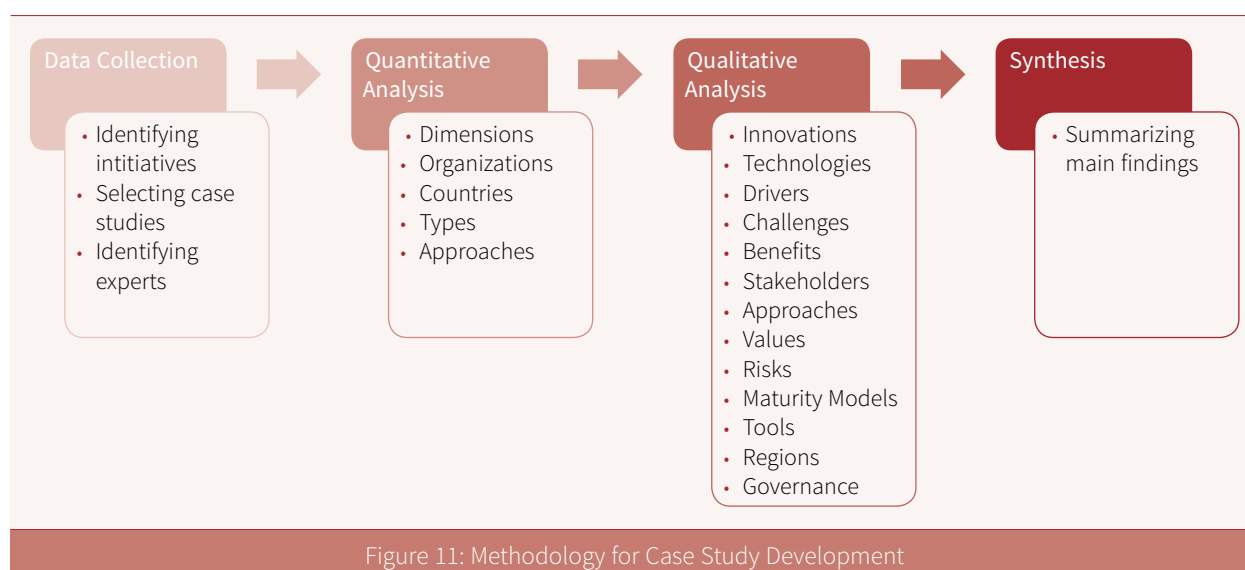 Data Collection
• Identifying
intitiatives
• Selecting case
studies
• Identifying
experts
Quantitative
Analysis
• Dimensions
• Organizations
• Countries
• Types
• Approaches
Qualitative
Analysis
• Innovations
• Technologies
• Drivers
• Challenges
• Benefits
• Stakeholders
• Approaches
• Values
• Risks
• Maturity Models
• Tools
• Regions
• Governance
Synthesis
• Summarizing
main findings
Figure 11: Methodology for Case Study Development